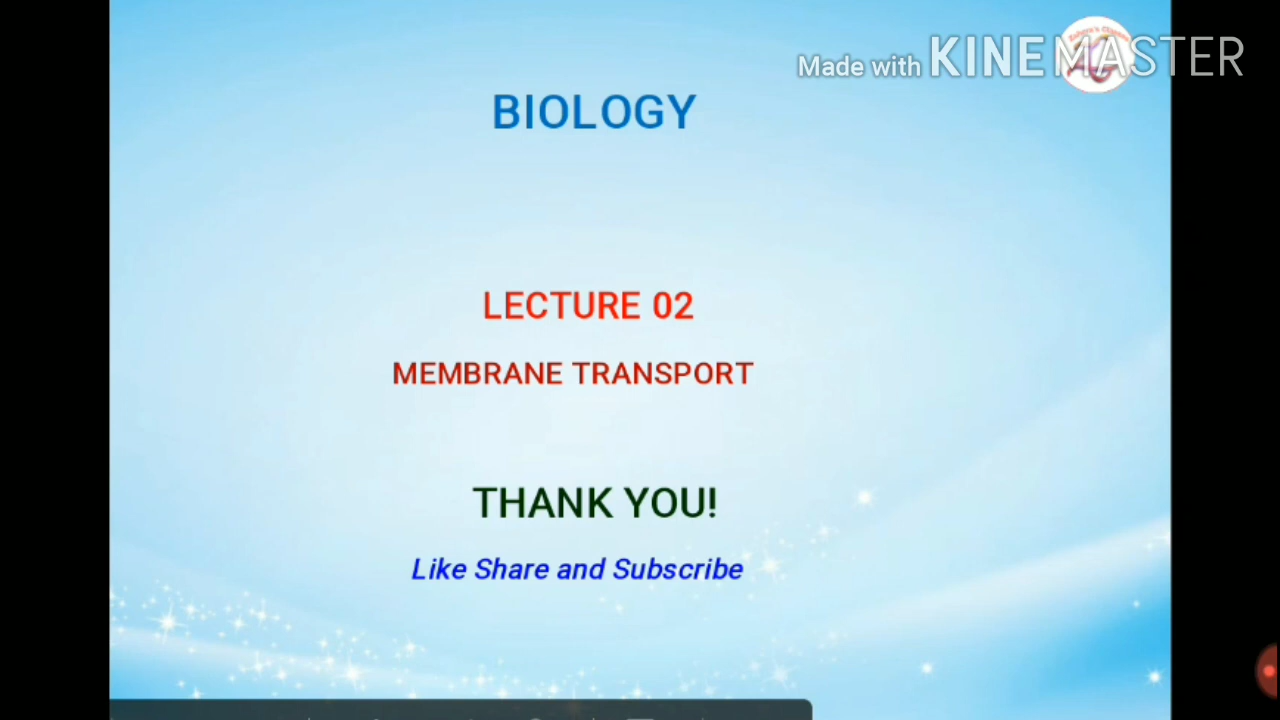 Made with KINEMASTER
BIOLOGY
LECTURE 02
MEMBRANE TRANSPORT
THANK YOU!
Like Share and Subscribe